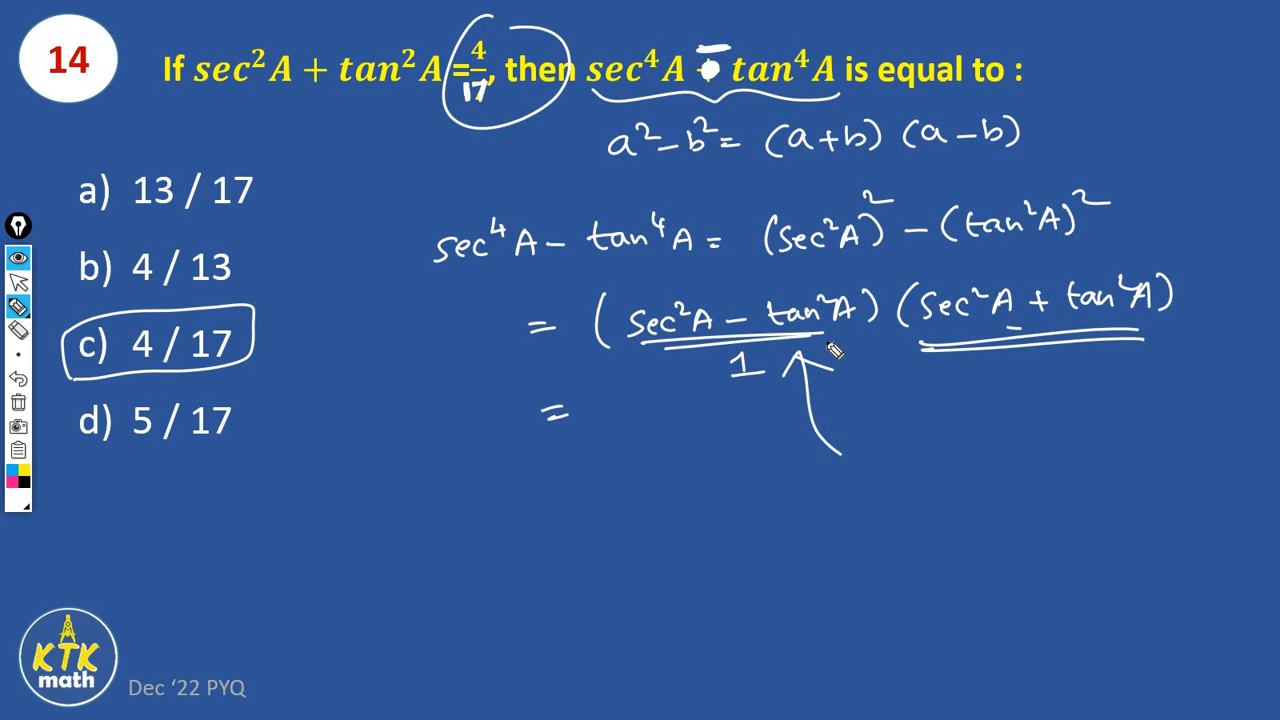 14
If sec²A + tan²A = 4/17, then sec⁴A - tan⁴A is equal to :
a² - b² = (a+b) (a-b)
a) 13 / 17
sec⁴A - tan⁴A = (sec²A)² - (tan²A)²
b) 4 / 13
= (sec²A - tan²A) (sec²A + tan²A)
c) 4 / 17
1
=
d) 5 / 17
KTK
math
Dec ‘22 PYQ